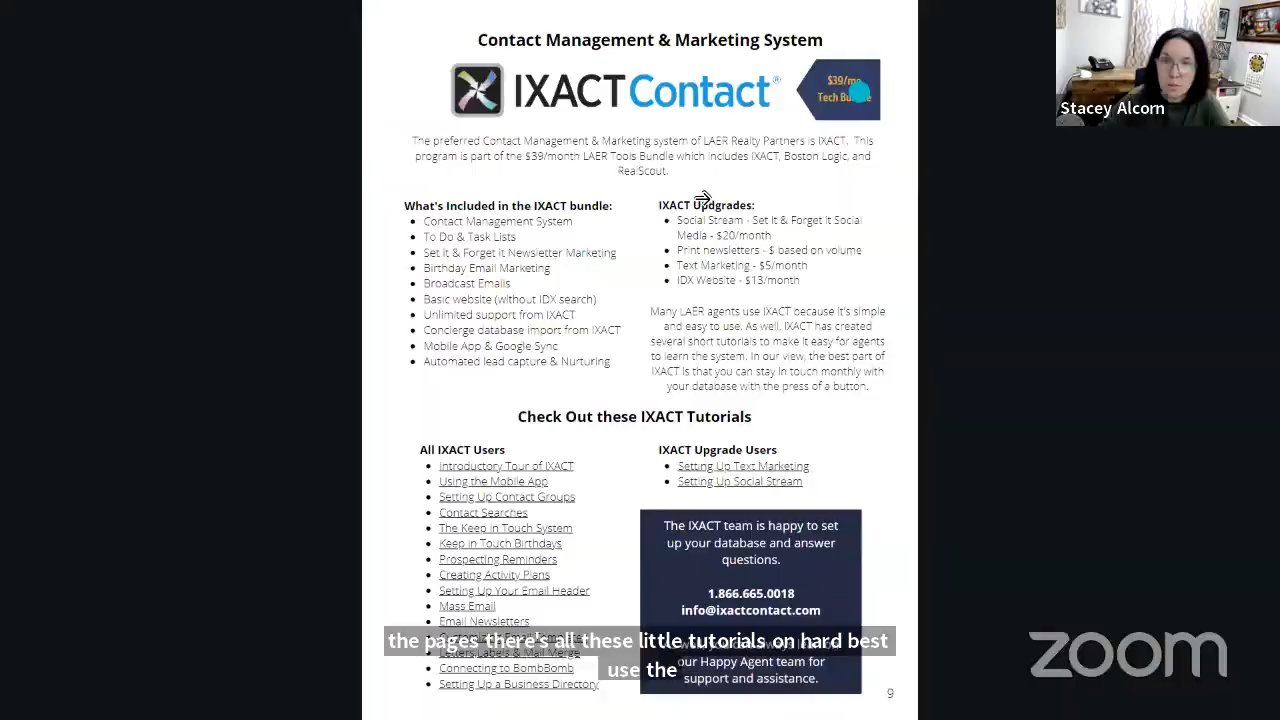 Contact Management & Marketing System
IXACT Contact®
$39/mo
Tech Bundle
Stacey Alcorn
The preferred Contact Management & Marketing system of LAER Realty Partners is IXACT. This
program is part of the $39/month LAER Tools Bundle which includes IXACT, Boston Logic, and
RealScout.
What's Included in the IXACT bundle:
Contact Management System
To Do & Task Lists
Set it & Forget it Newsletter Marketing
Birthday Email Marketing
Broadcast Emails
Basic website (without IDX search)
Unlimited support from IXACT
Concierge database import from IXACT
Mobile App & Google Sync
Automated lead capture & Nurturing
IXACT Updgrades:
Social Stream - Set It & Forget It Social
Media - $20/month
Print newsletters - $ based on volume
Text Marketing - $5/month
IDX Website - $13/month
Many LAER agents use IXACT because it's simple
and easy to use. As well, IXACT has created
several short tutorials to make it easy for agents
to learn the system. In our view, the best part of
IXACT is that you can stay in touch monthly with
your database with the press of a button.
Check Out these IXACT Tutorials
All IXACT Users
Introductory Tour of IXACT
Using the Mobile App
Setting Up Contact Groups
Contact Searches
The Keep in Touch System
Keep in Touch Birthdays
Prospecting Reminders
Creating Activity Plans
Setting Up Your Email Header
Mass Email
Email Newsletters
Letters, Labels & Mail Merge
Connecting to BombBomb
Setting Up a Business Directory
IXACT Upgrade Users
Setting Up Text Marketing
Setting Up Social Stream
The IXACT team is happy to set
up your database and answer
questions.
1.866.665.0018
info@ixactcontact.com
our Happy Agent team for
support and assistance.
the pages there's all these little tutorials on hard best
use the
9
zoom